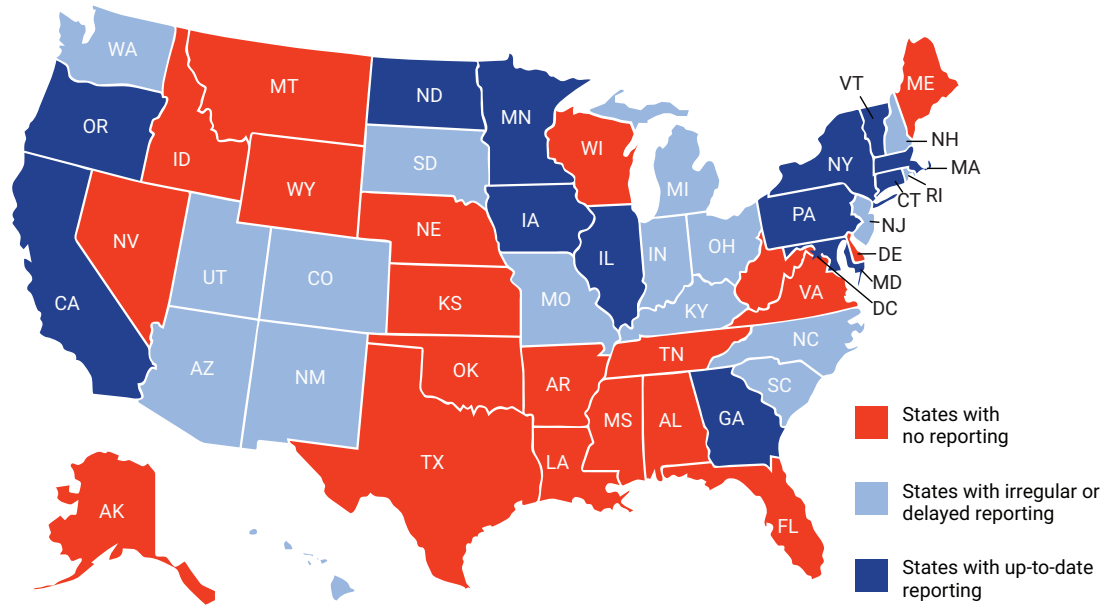 WA
MT
ND
MN
VT
ME
OR
ID
SD
WI
NH
WY
MI
NY
MA
RI
CT
NE
IA
PA
NJ
NV
UT
CO
IL
IN
OH
DE
MD
CA
KS
MO
KY
VA
DC
AZ
NM
OK
AR
TN
NC
SC
MS
AL
GA
TX
LA
AK
FL
States with
no reporting
States with irregular or
delayed reporting
States with up-to-date
reporting